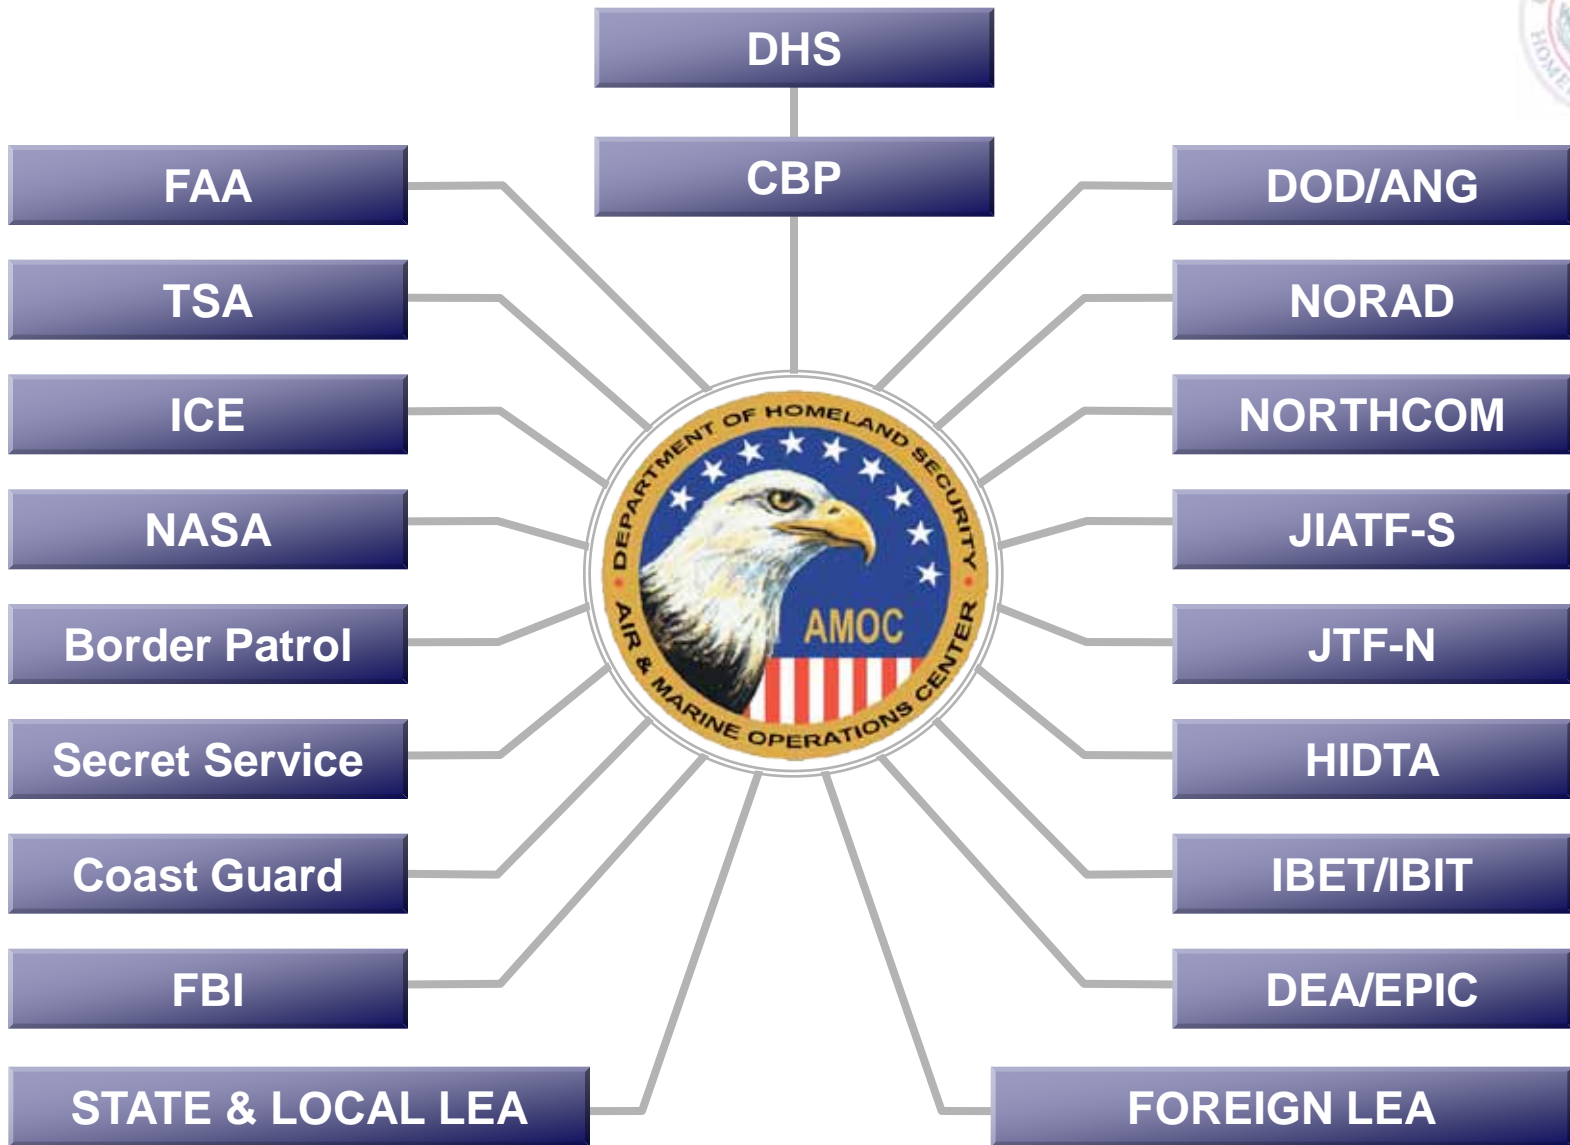 DHS
CBP
FAA
TSA
ICE
NASA
Border Patrol
Secret Service
Coast Guard
FBI
STATE & LOCAL LEA
DEPARTMENT OF HOMELAND SECURITY
AMOC
AIR & MARINE OPERATIONS CENTER
DOD/ANG
NORAD
NORTHCOM
JIATF-S
JTF-N
HIDTA
IBET/IBIT
DEA/EPIC
FOREIGN LEA